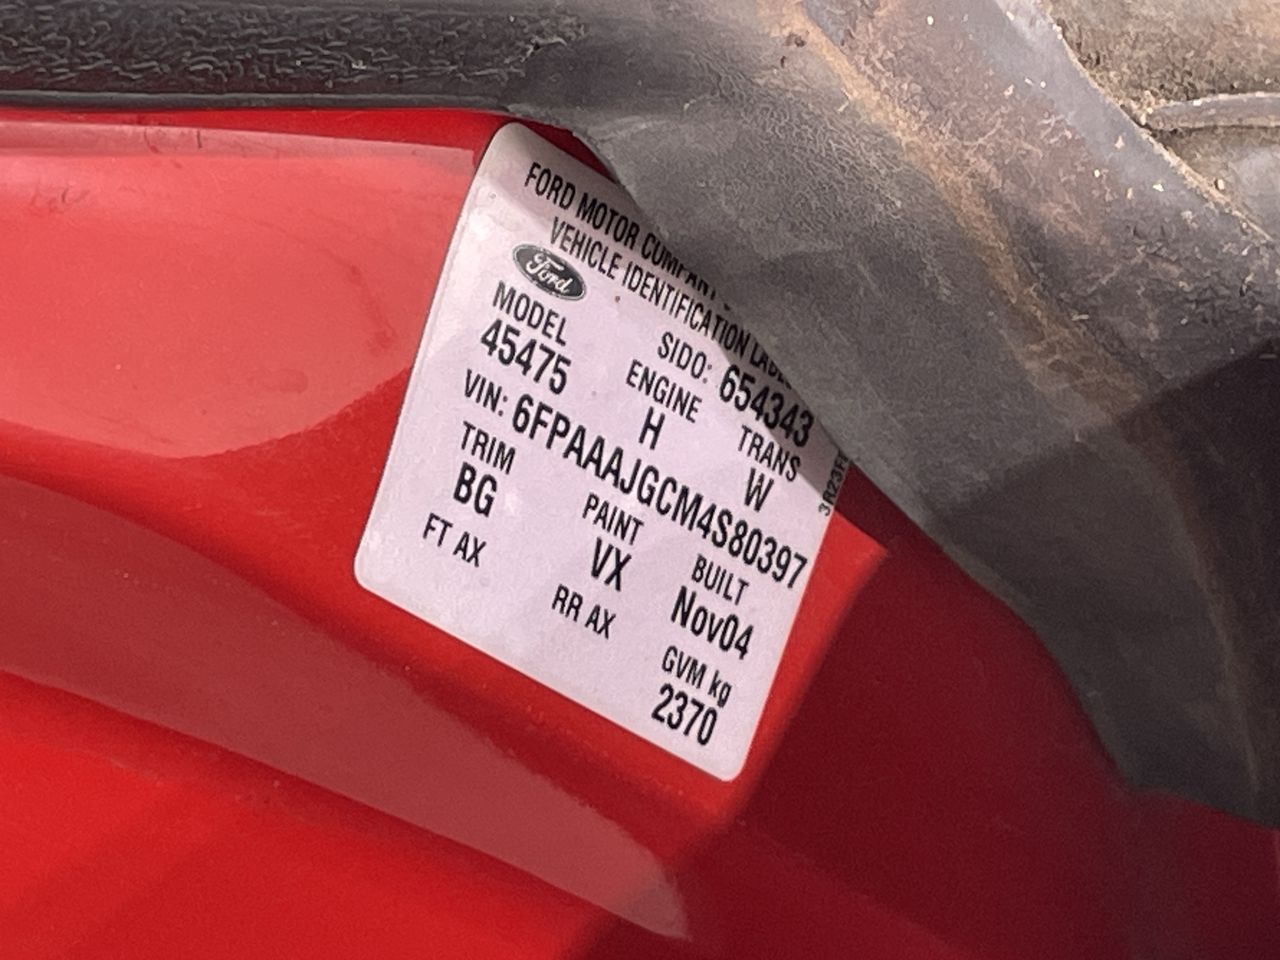 FORD MOTOR COMPANY
VEHICLE IDENTIFICATION LABEL
Ford
MODEL SIDO: 654343
45475 ENGINE TRANS
H W
VIN: 6FPAAAJGCM4S80397
TRIM PAINT BUILT
BG VX Nov04
FT AX RR AX GVM kg
2370
3R23F